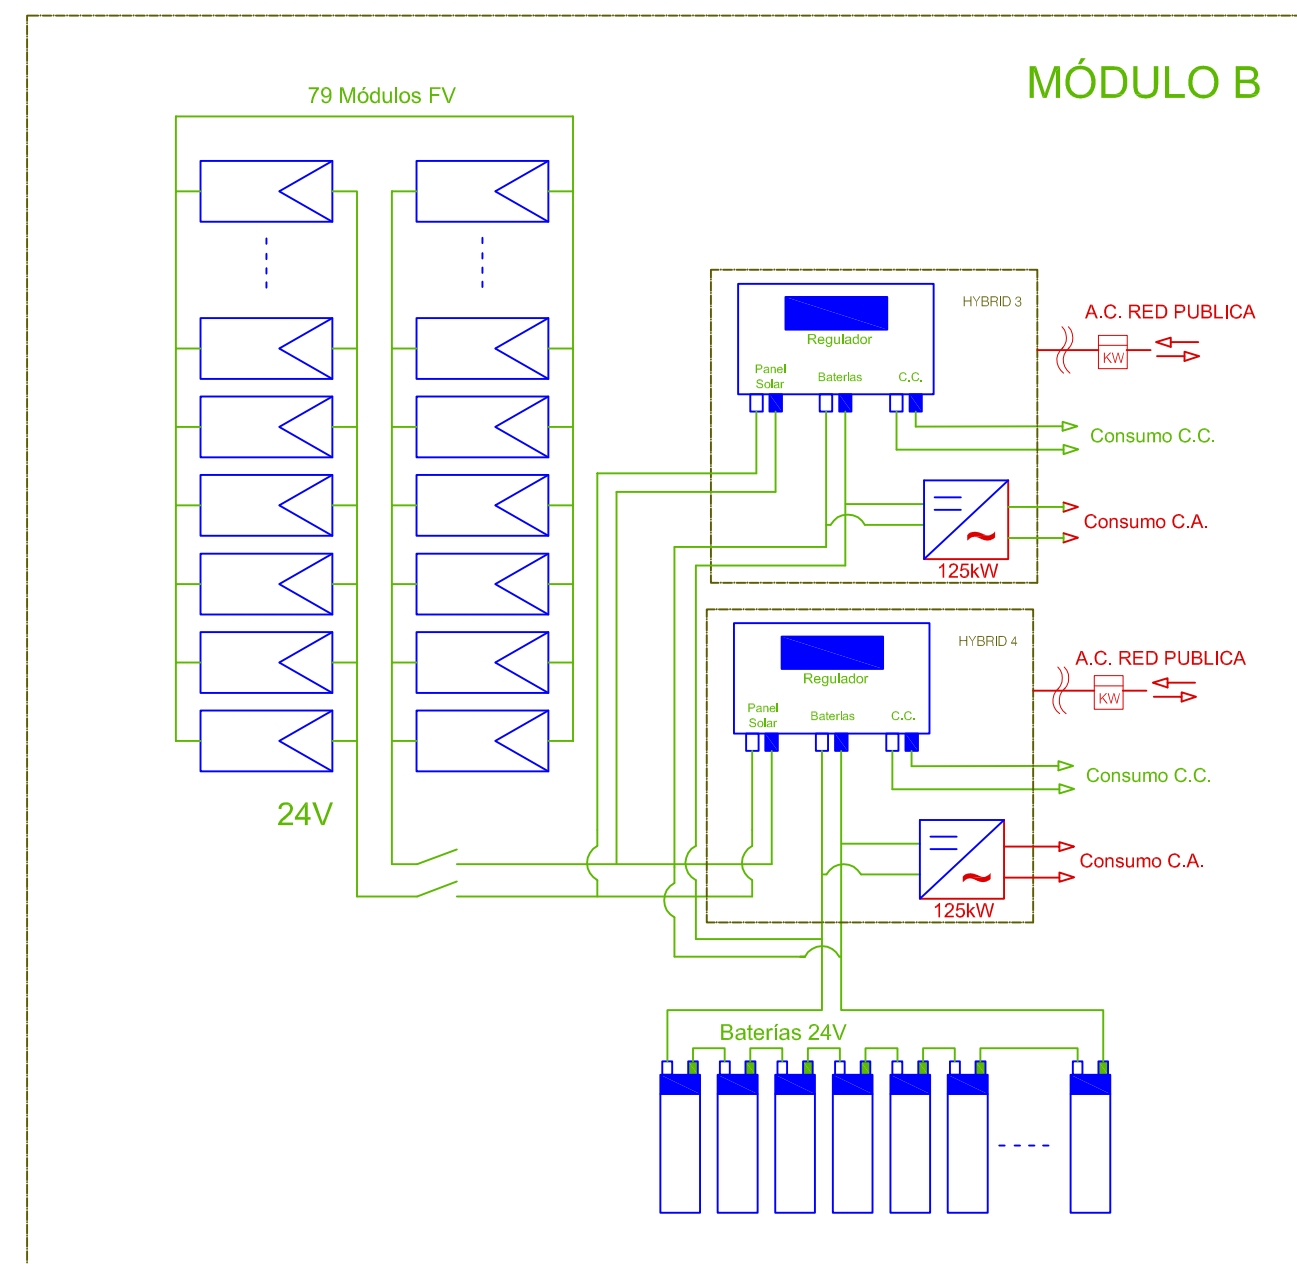 MÓDULO B
79 Módulos FV
24V
HYBRID 3
Regulador
Panel
Solar
Baterías
C.C.
A.C. RED PUBLICA
KW
Consumo C.C.
Consumo C.A.
125kW
HYBRID 4
Regulador
Panel
Solar
Baterías
C.C.
A.C. RED PUBLICA
KW
Consumo C.C.
Consumo C.A.
125kW
Baterías 24V